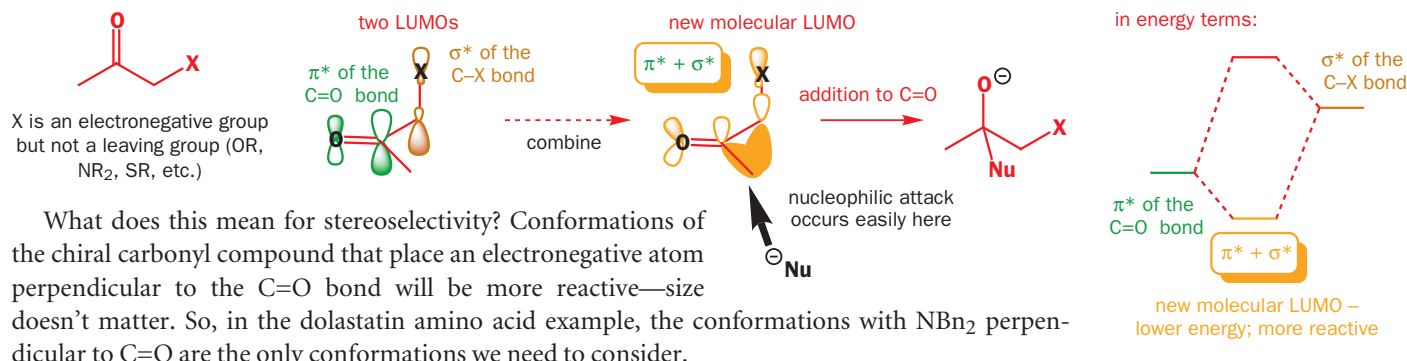 two LUMOs
new molecular LUMO
in energy terms:
O
X
X is an electronegative group
but not a leaving group (OR,
NR2, SR, etc.)
π* of the
C=O bond
σ* of the
C–X bond
X
O
combine
π* + σ*
X
O
nucleophilic attack
occurs easily here
⊖Nu
addition to C=O
O⊖
X
Nu
σ* of the
C–X bond
π* of the
C=O bond
π* + σ*
new molecular LUMO –
lower energy; more reactive
What does this mean for stereoselectivity? Conformations of
the chiral carbonyl compound that place an electronegative atom
perpendicular to the C=O bond will be more reactive—size
doesn't matter. So, in the dolastatin amino acid example, the conformations with NBn2 perpen-
dicular to C=O are the only conformations we need to consider.